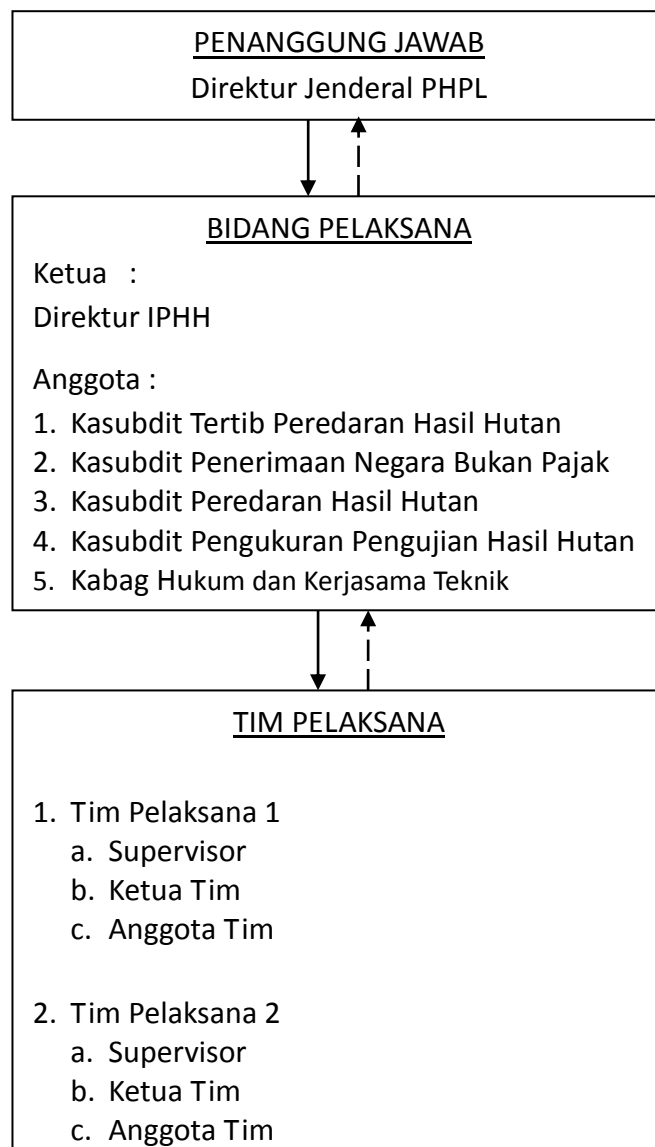 PENANGGUNG JAWAB
Direktur Jenderal PHPL
BIDANG PELAKSANA
Ketua :
Direktur IPHH
Anggota :
1. Kasubdit Tertib Peredaran Hasil Hutan
2. Kasubdit Penerimaan Negara Bukan Pajak
3. Kasubdit Peredaran Hasil Hutan
4. Kasubdit Pengukuran Pengujian Hasil Hutan
5. Kabag Hukum dan Kerjasama Teknik
TIM PELAKSANA
1. Tim Pelaksana 1
a. Supervisor
b. Ketua Tim
c. Anggota Tim
2. Tim Pelaksana 2
a. Supervisor
b. Ketua Tim
c. Anggota Tim